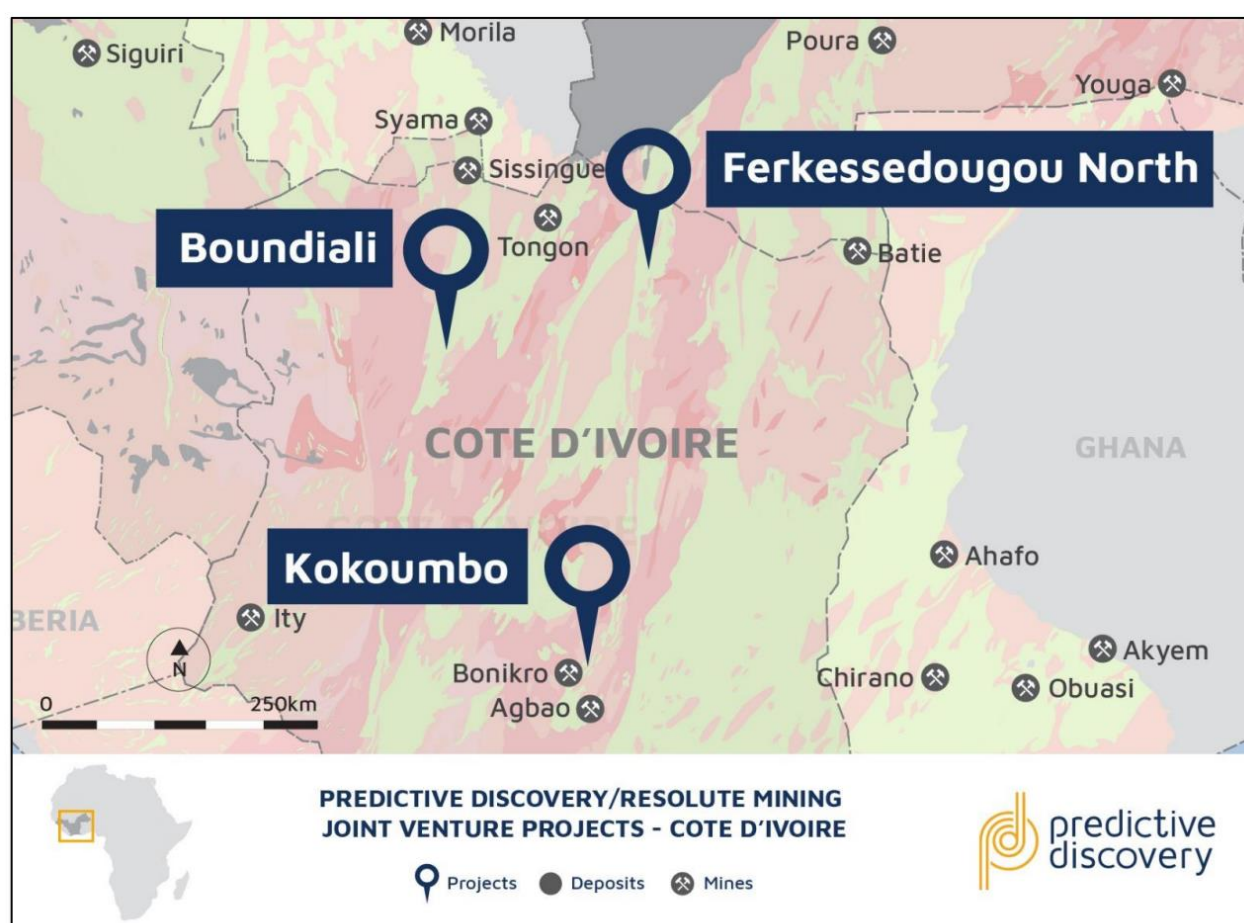 Siguiri
Morila
Poura
Youga
Syama
Sissingue
Ferkessedougou North
Boundiali
Tongon
Batie
COTE D'IVOIRE
GHANA
COTE D'IVOIRE
Kokoumbo
Ahafo
BERIA
Ity
N
Bonikro
Agbao
Chirano
Akyem
Obuasi
0
250km
PREDICTIVE DISCOVERY/RESOLUTE MINING
JOINT VENTURE PROJECTS - COTE D'IVOIRE
Projects
Deposits
Mines
predictive
discovery